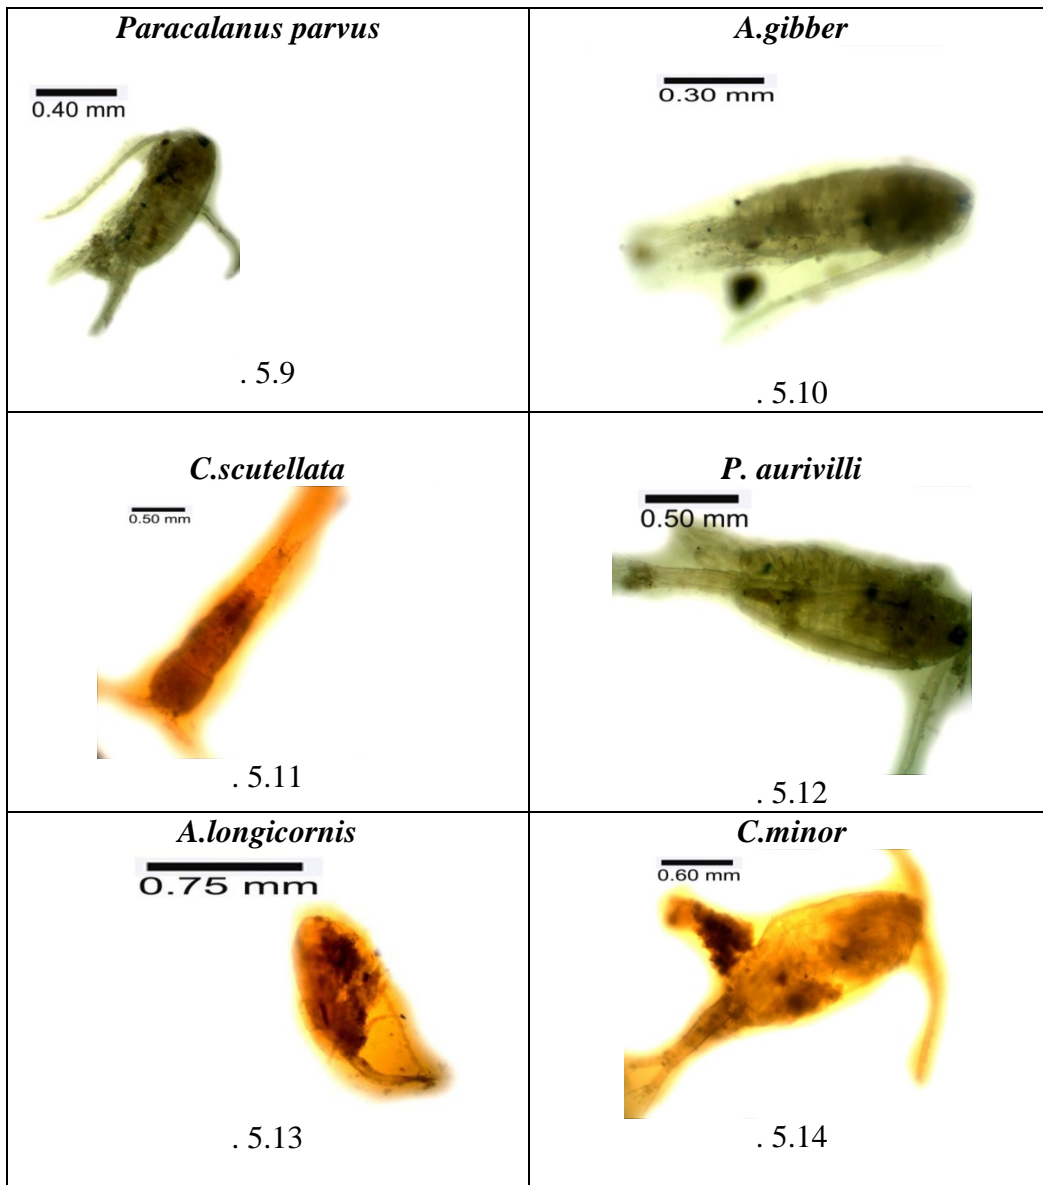 Paracalanus parvus
0.40 mm
. 5.9
A.gibber
0.30 mm
. 5.10
C.scutellata
0.50 mm
. 5.11
P. aurivilli
0.50 mm
. 5.12
A.longicornis
0.75 mm
. 5.13
C.minor
0.60 mm
. 5.14